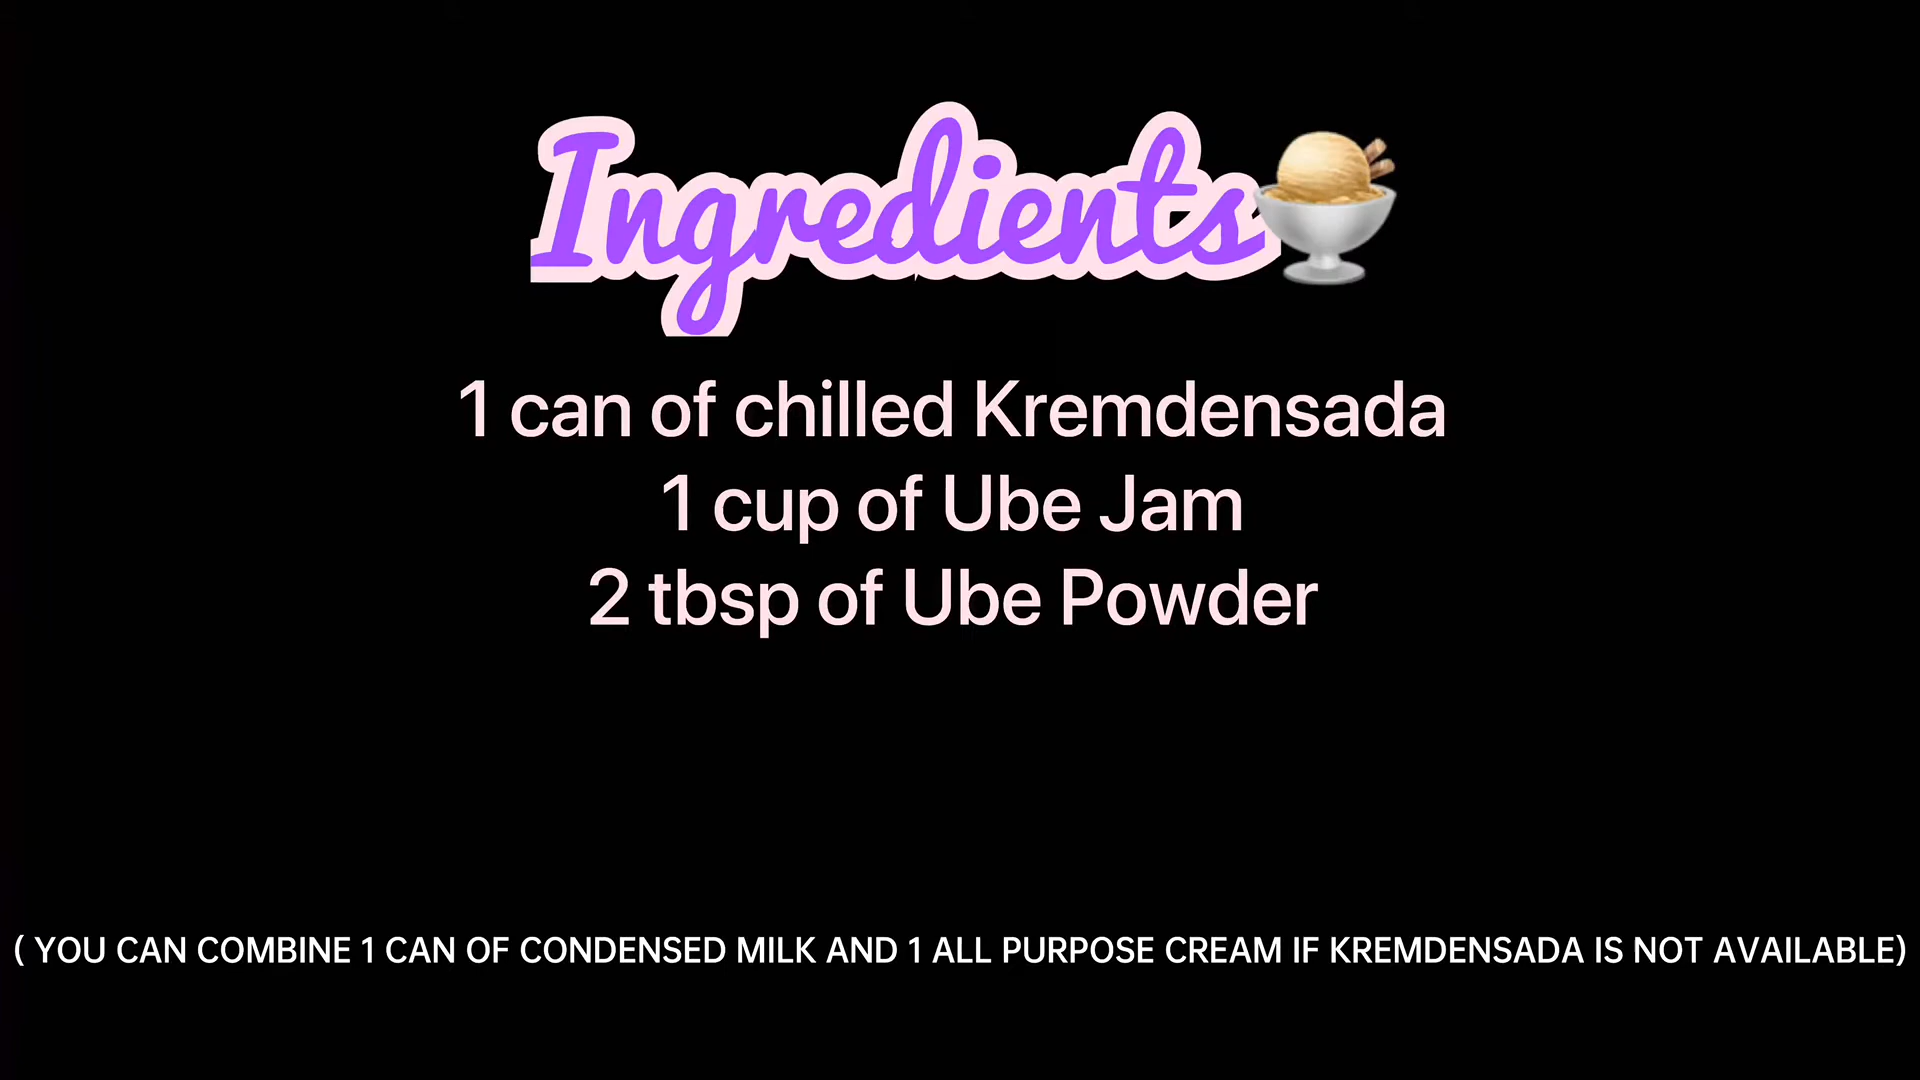 Ingredients
1 can of chilled Kremdensada
1 cup of Ube Jam
2 tbsp of Ube Powder
( YOU CAN COMBINE 1 CAN OF CONDENSED MILK AND 1 ALL PURPOSE CREAM IF KREMDENSADA IS NOT AVAILABLE)